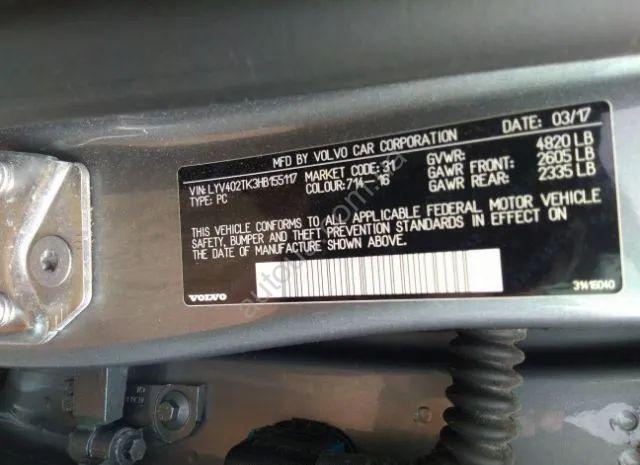 MFD BY VOLVO CAR CORPORATION DATE: 03/17
VIN: LYV402TK3HB155117 MARKET CODE: 31 GVWR: 4820 LB
TYPE: PC COLOUR: 714-16 GAWR FRONT: 2605 LB
GAWR REAR: 2335 LB
THIS VEHICLE CONFORMS TO ALL APPLICABLE FEDERAL MOTOR VEHICLE
SAFETY, BUMPER AND THEFT PREVENTION STANDARDS IN EFFECT ON
THE DATE OF MANUFACTURE SHOWN ABOVE.
VOLVO 31416040